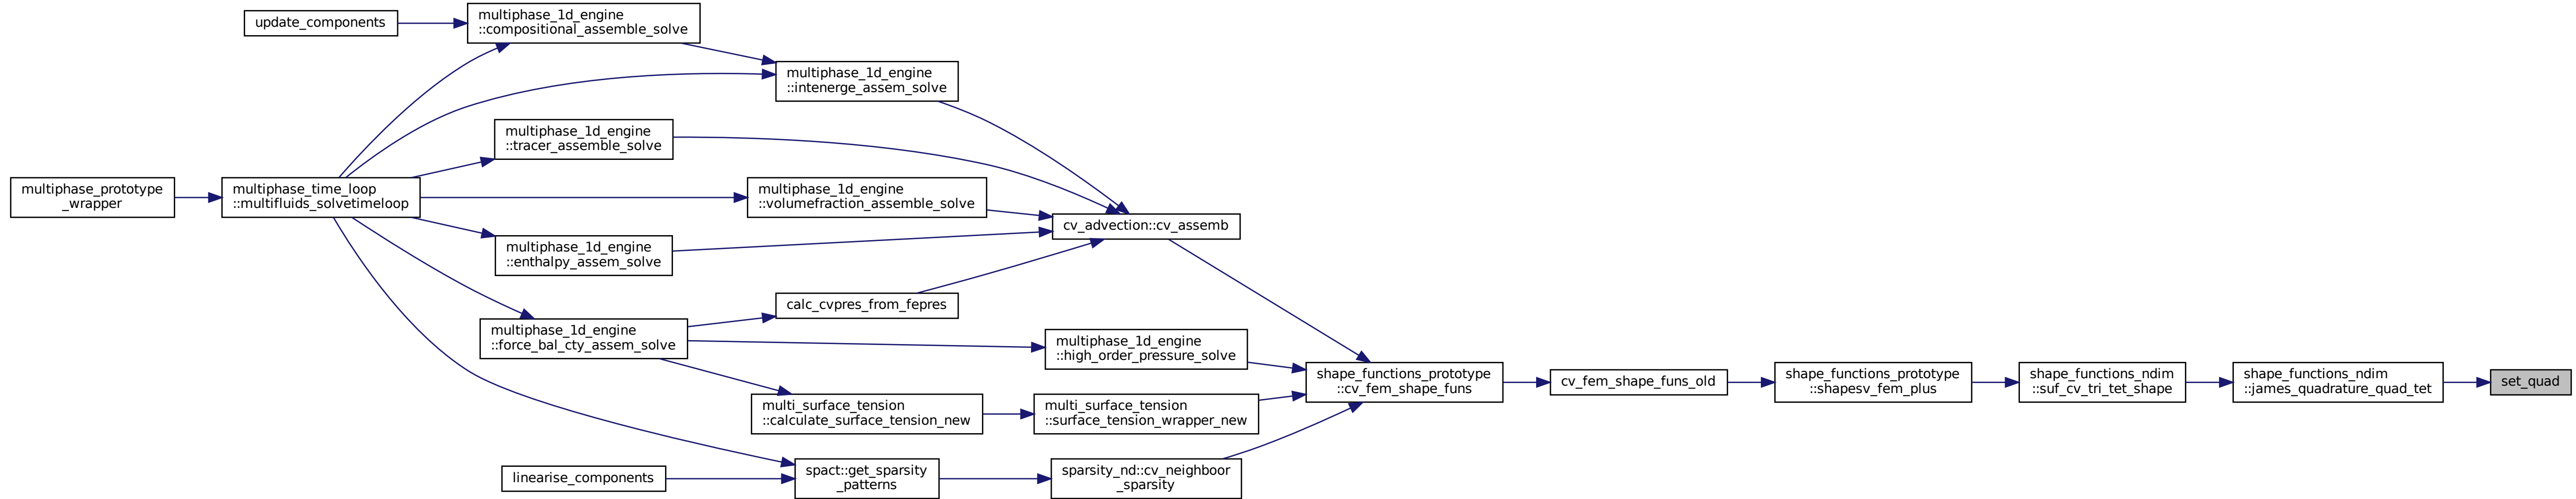 update_components
multiphase_1d_engine
::compositional_assemble_solve
multiphase_1d_engine
::intenerge_assem_solve
multiphase_1d_engine
::tracer_assemble_solve
multiphase_prototype
_wrapper
multiphase_time_loop
::multifluids_solvetimeloop
multiphase_1d_engine
::volumefraction_assemble_solve
cv_advection::cv_assemb
multiphase_1d_engine
::enthalpy_assem_solve
calc_cvpres_from_fepres
multiphase_1d_engine
::force_bal_cty_assem_solve
multiphase_1d_engine
::high_order_pressure_solve
shape_functions_prototype
::cv_fem_shape_funs
cv_fem_shape_funs_old
shape_functions_prototype
::shapesv_fem_plus
shape_functions_ndim
::suf_cv_tri_tet_shape
shape_functions_ndim
::james_quadrature_quad_tet
set_quad
multi_surface_tension
::calculate_surface_tension_new
multi_surface_tension
::surface_tension_wrapper_new
linearise_components
spact::get_sparsity
_patterns
sparsity_nd::cv_neighboor
_sparsity